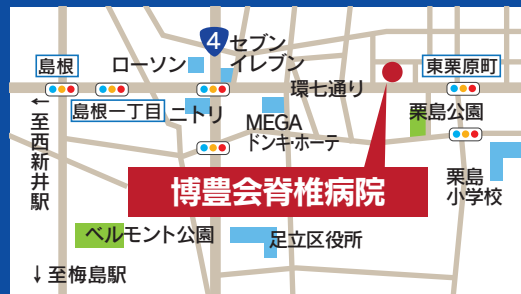 4
セブン
イレブン
ローソン
島根
東栗原町
環七通り
島根一丁目
ニトリ
MEGA
ドンキ・ホーテ
栗島公園
←至西新井駅
博豊会脊椎病院
栗島
小学校
ベルモント公園
足立区役所
↓至梅島駅